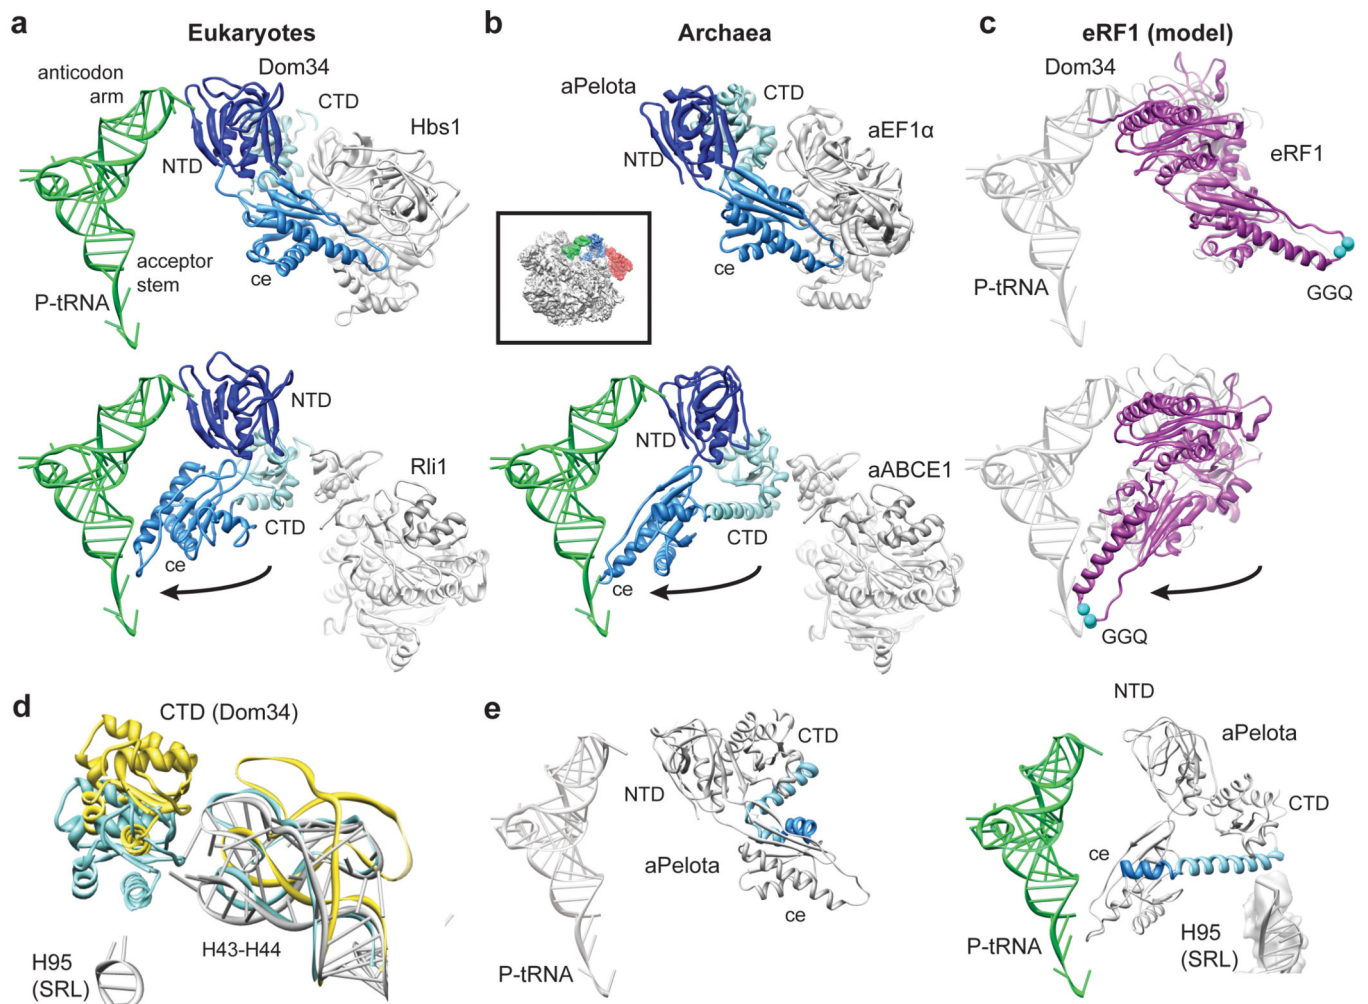 a
Eukaryotes
anticodon
arm
Dom34
CTD
Hbs1
NTD
acceptor
stem
ce
P-tRNA
NTD
Rli1
CTD
ce
b
Archaea
aPelota
CTD
aEF1α
NTD
ce
NTD
aABCE1
CTD
ce
c
eRF1 (model)
Dom34
eRF1
P-tRNA
GGQ
GGQ
d
CTD (Dom34)
H43-H44
H95
(SRL)
e
CTD
NTD
aPelota
ce
P-tRNA
NTD
aPelota
CTD
ce
P-tRNA
H95
(SRL)